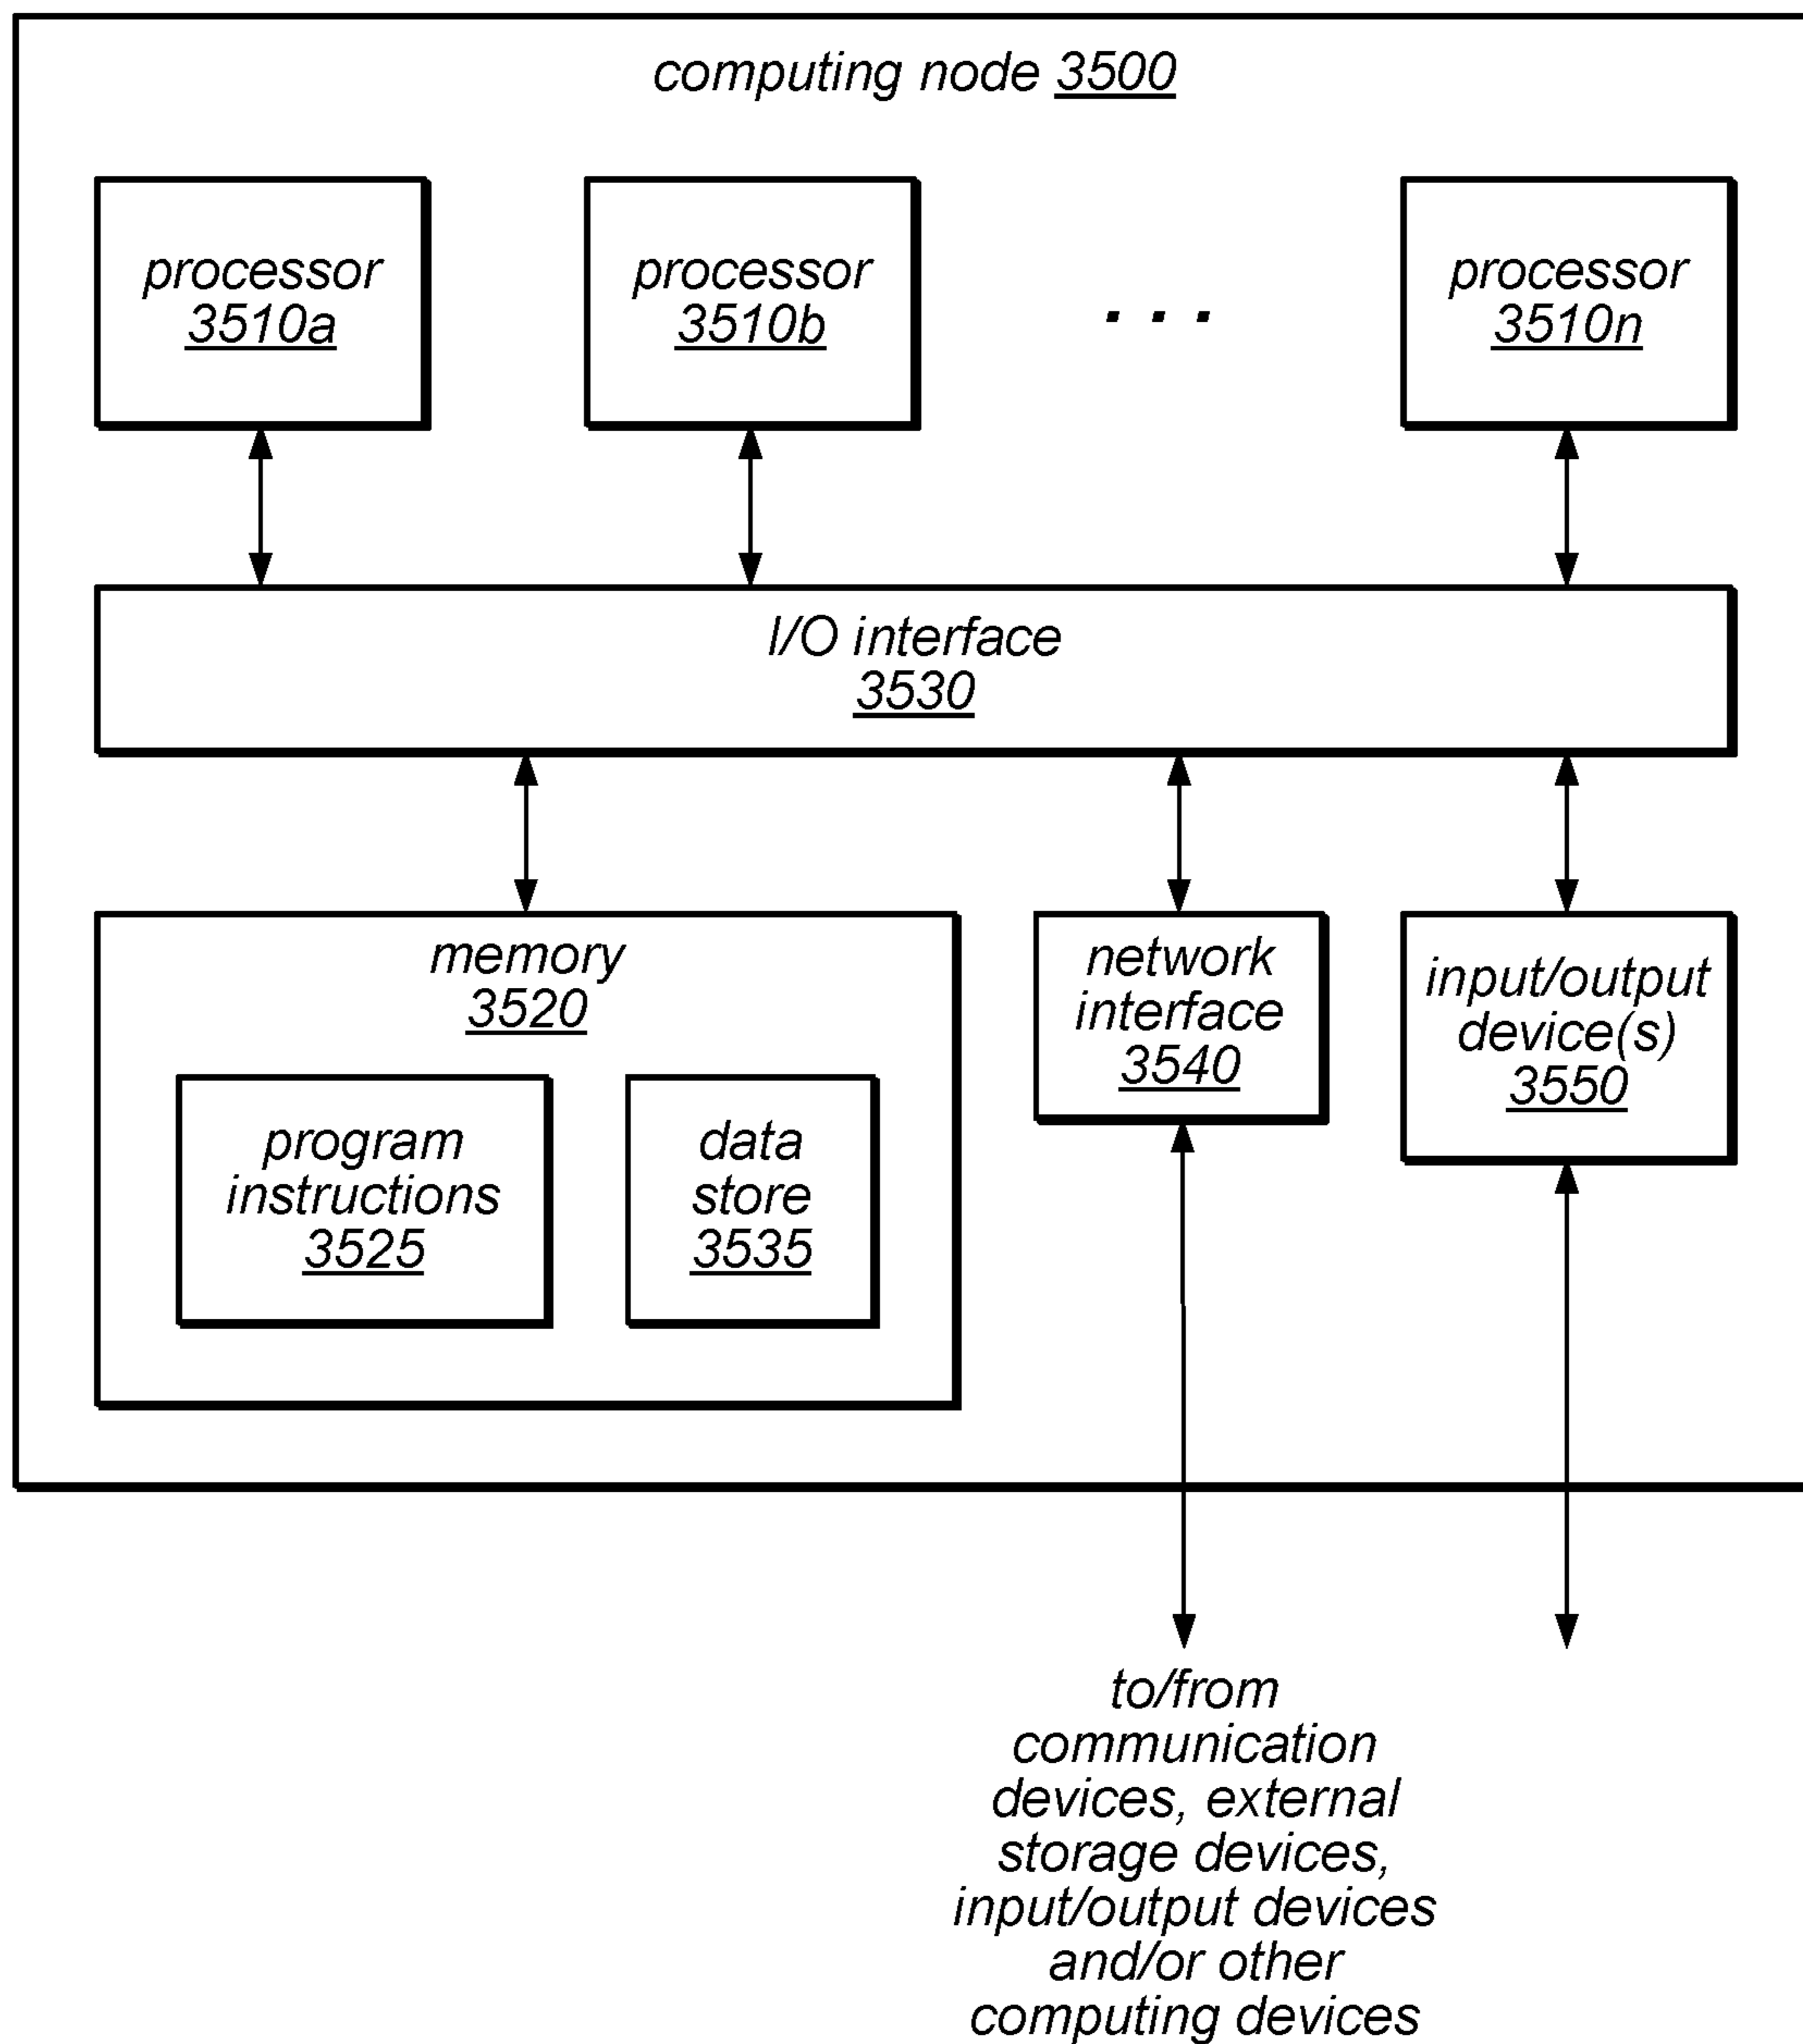 computing node 3500
processor
3510a
processor
3510b
. . .
processor
3510n
I/O interface
3530
memory
3520
program
instructions
3525
data
store
3535
network
interface
3540
input/output
device(s)
3550
to/from
communication
devices, external
storage devices,
input/output devices
and/or other
computing devices